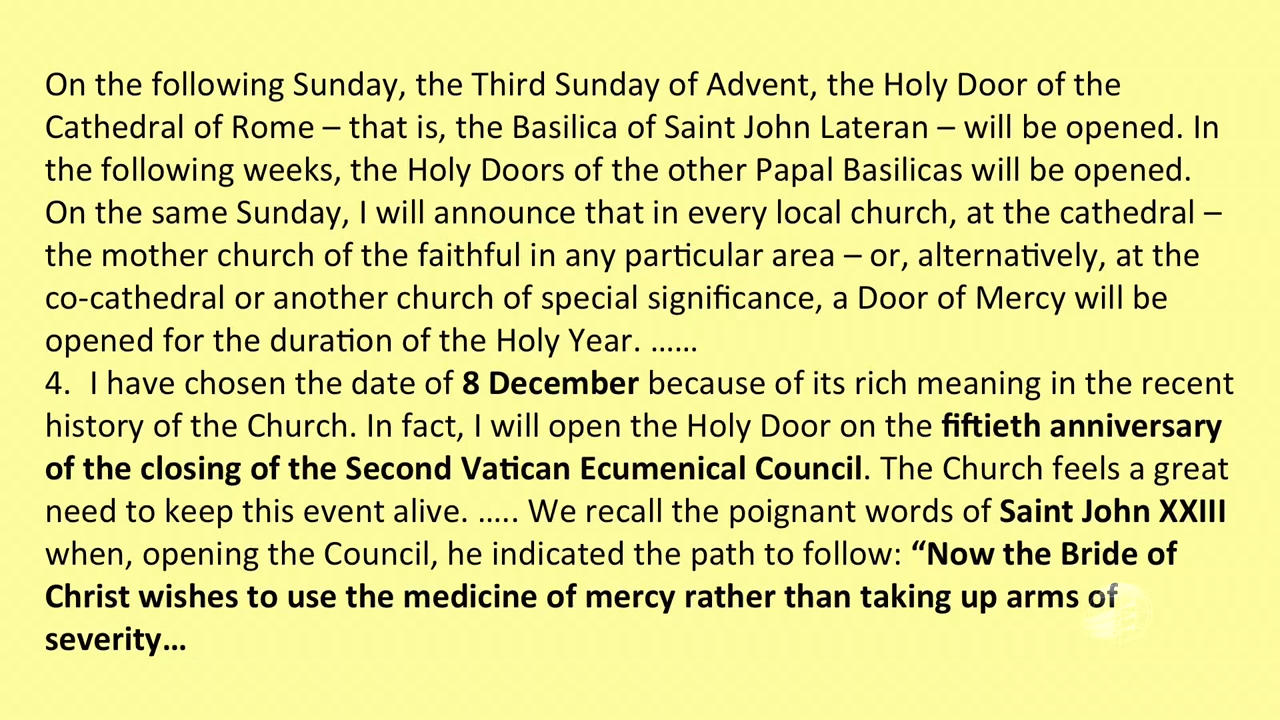 On the following Sunday, the Third Sunday of Advent, the Holy Door of the
Cathedral of Rome – that is, the Basilica of Saint John Lateran – will be opened. In
the following weeks, the Holy Doors of the other Papal Basilicas will be opened.
On the same Sunday, I will announce that in every local church, at the cathedral –
the mother church of the faithful in any particular area – or, alternatively, at the
co-cathedral or another church of special significance, a Door of Mercy will be
opened for the duration of the Holy Year. ……
4. I have chosen the date of 8 December because of its rich meaning in the recent
history of the Church. In fact, I will open the Holy Door on the fiftieth anniversary
of the closing of the Second Vatican Ecumenical Council. The Church feels a great
need to keep this event alive. ….. We recall the poignant words of Saint John XXIII
when, opening the Council, he indicated the path to follow: “Now the Bride of
Christ wishes to use the medicine of mercy rather than taking up arms of
severity…